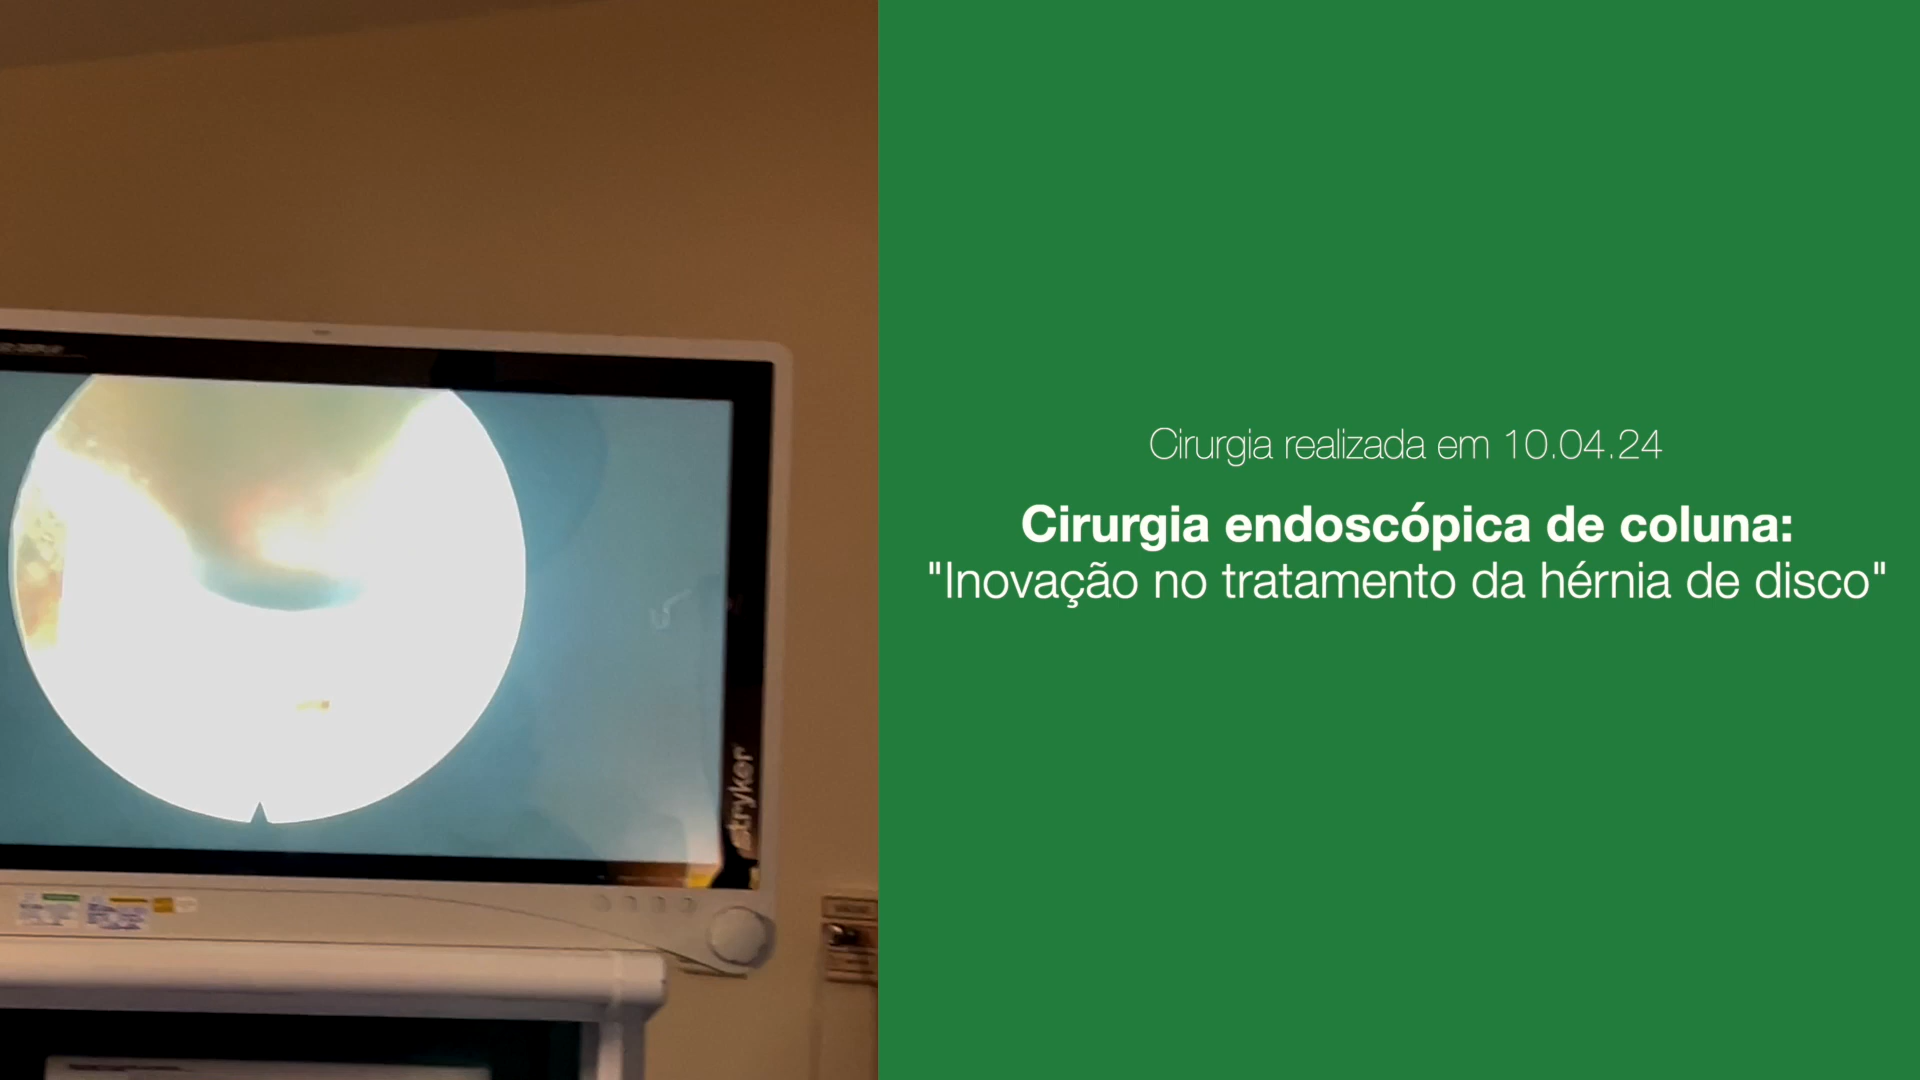 stryker
Cirurgia realizada em 10.04.24
Cirurgia endoscópica de coluna:
"Inovação no tratamento da hérnia de disco"